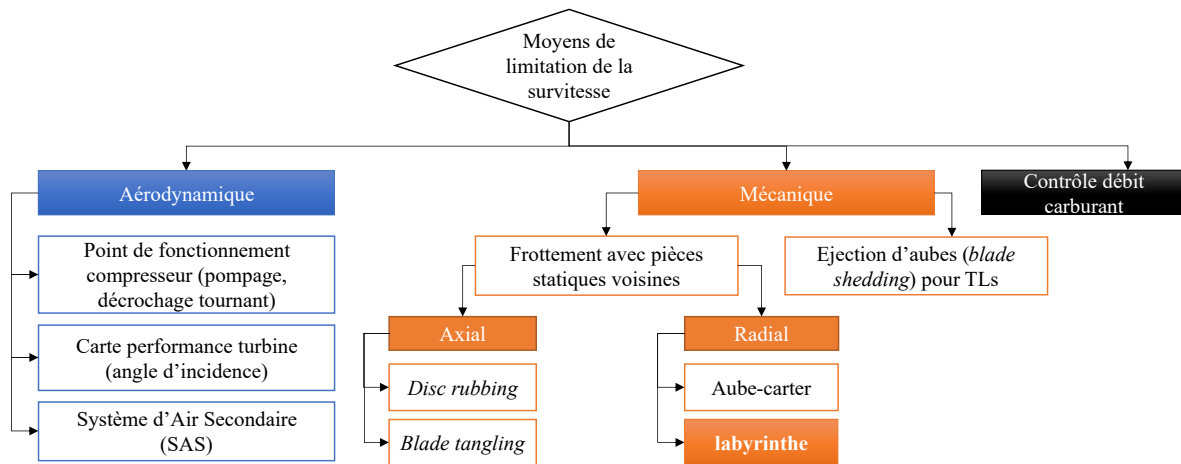 Moyens de
limitation de la
survitesse
Aérodynamique
Mécanique
Contrôle débit
carburant
Point de fonctionnement
compresseur (pompage,
décrochage tournant)
Carte performance turbine
(angle d’incidence)
Système d’Air Secondaire
(SAS)
Frottement avec pièces
statiques voisines
Ejection d’aubes (blade
shedding) pour TLs
Axial
Disc rubbing
Blade tangling
Radial
Aube-carter
labyrinthe